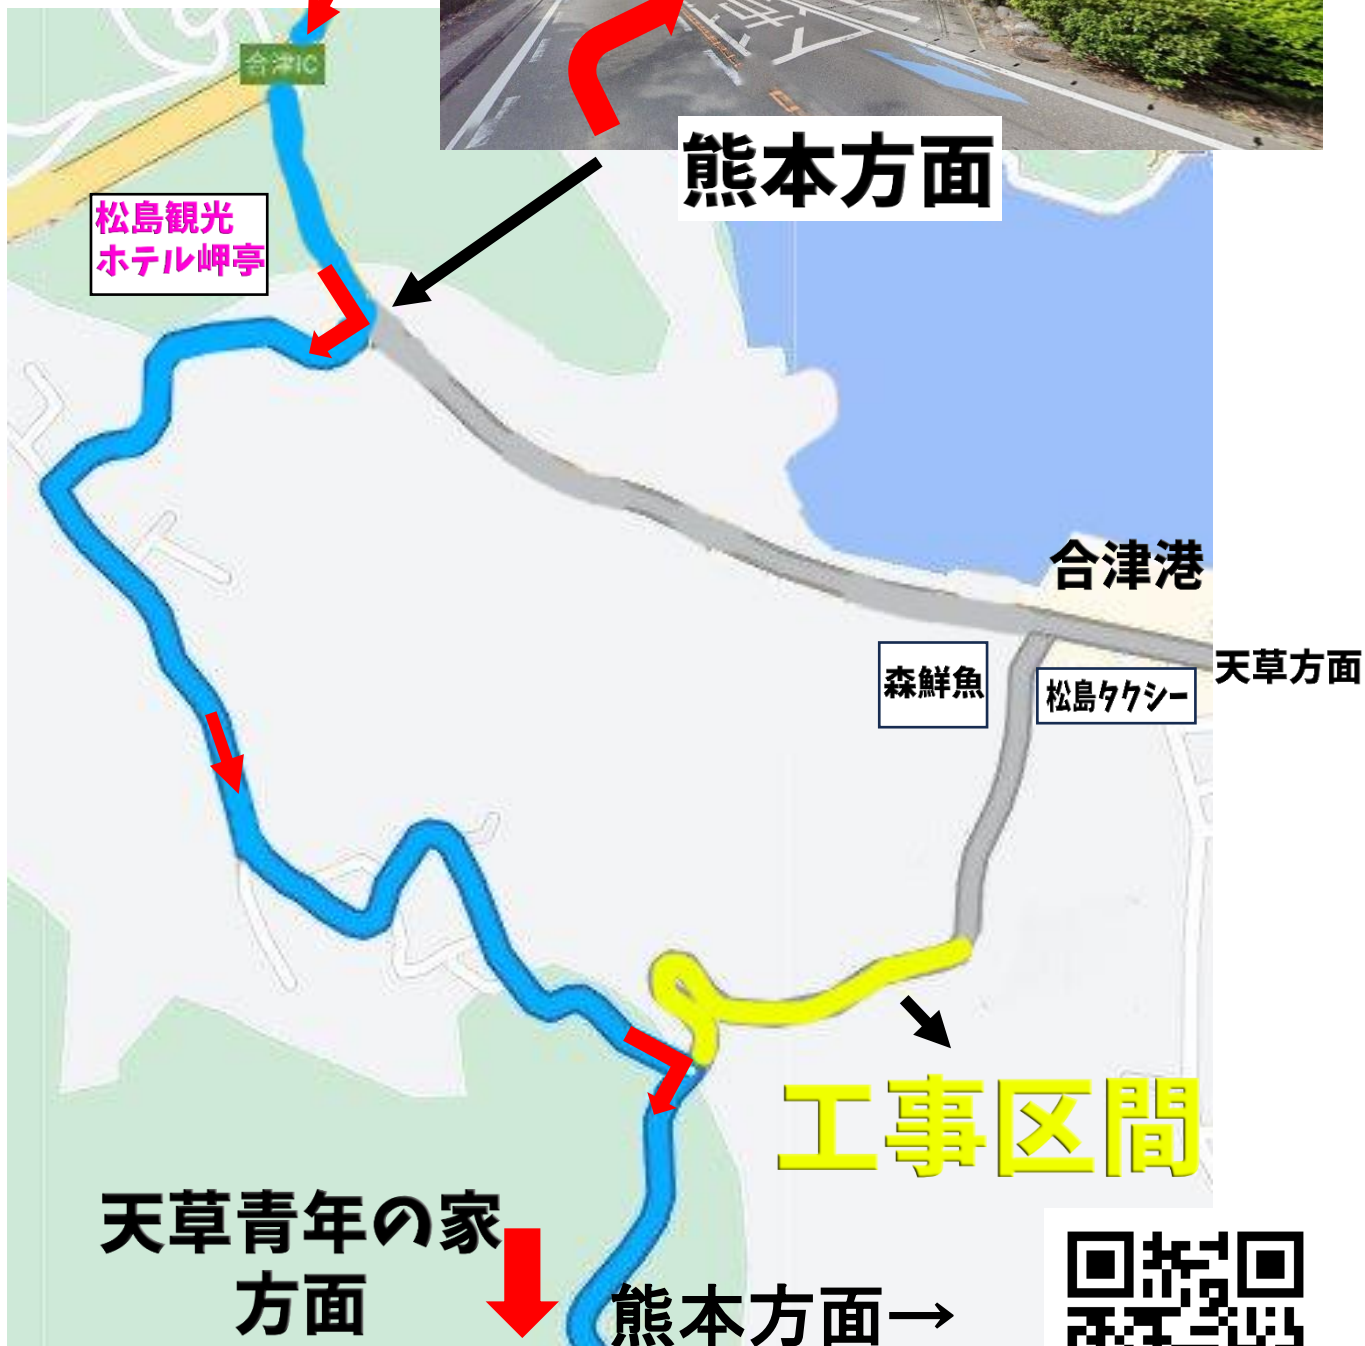 合津IC
熊本方面
松島観光
ホテル岬亭
合津港
天草方面
森鮮魚
松島タクシー
工事区間
天草青年の家
方面
熊本方面→